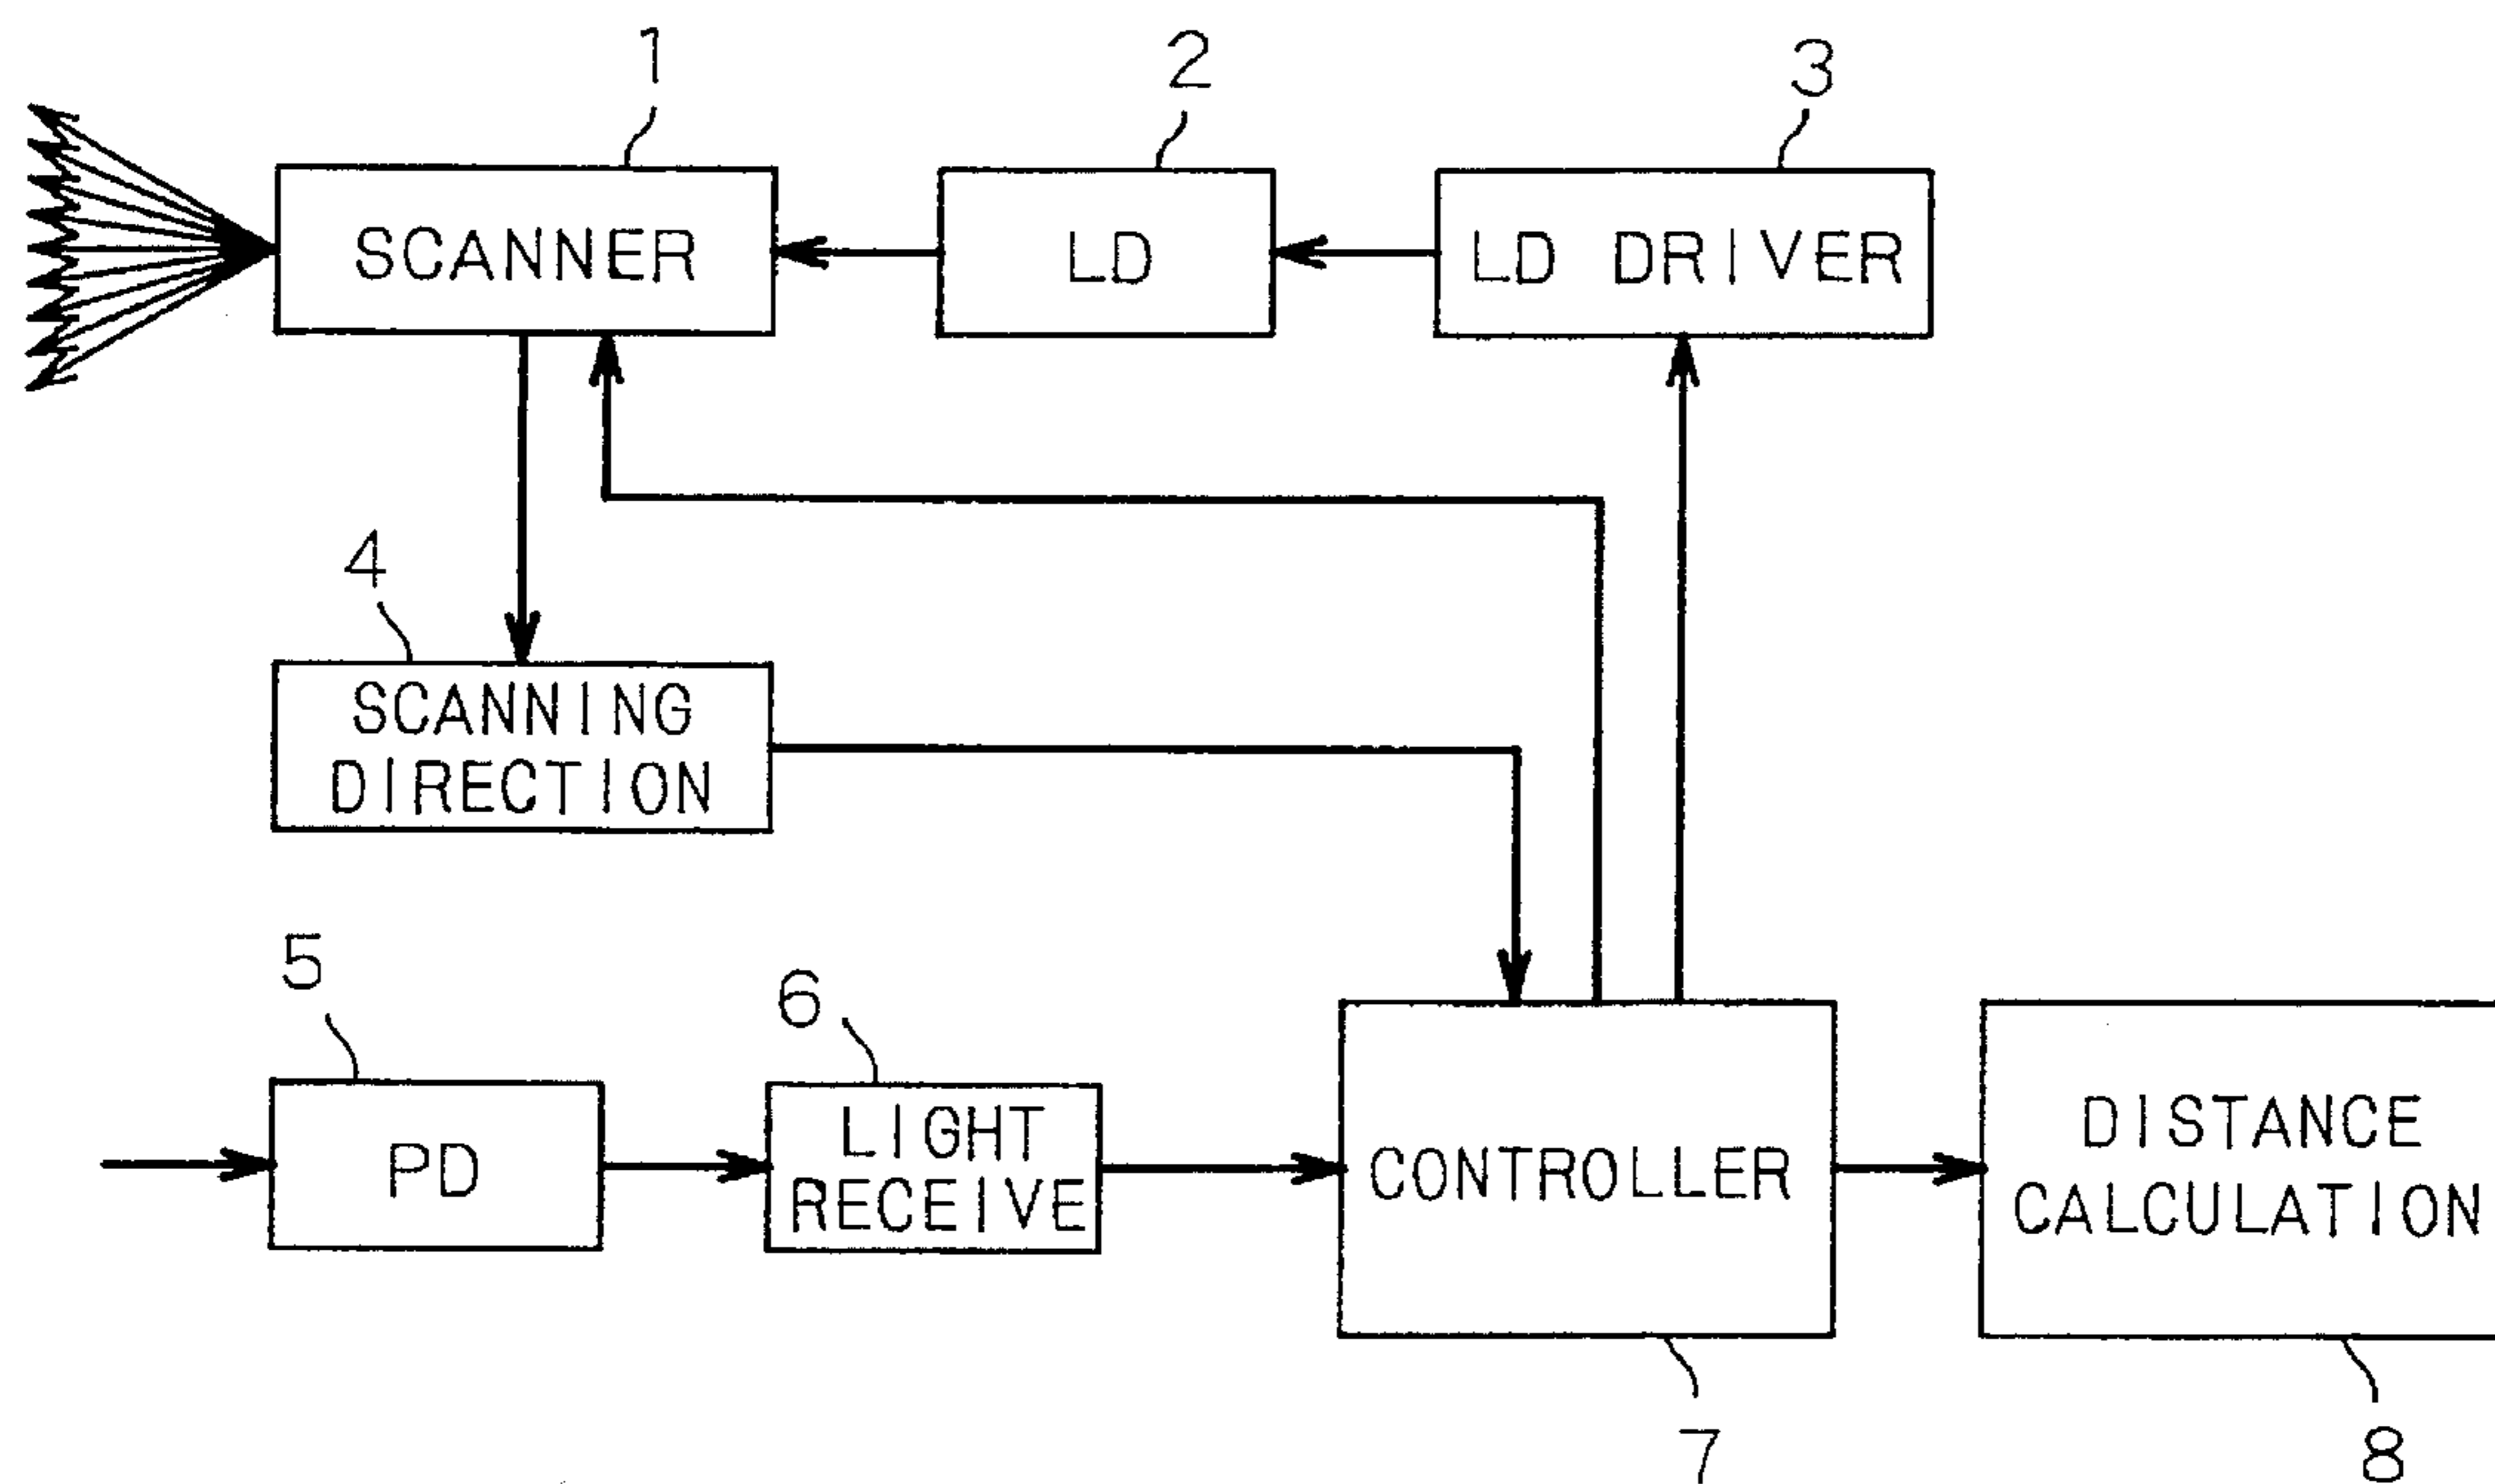 1
2
3
SCANNER
LD
LD DRIVER
4
SCANNING
DIRECTION
5
6
PD
LIGHT
RECEIVE
CONTROLLER
DISTANCE
CALCULATION
7
8